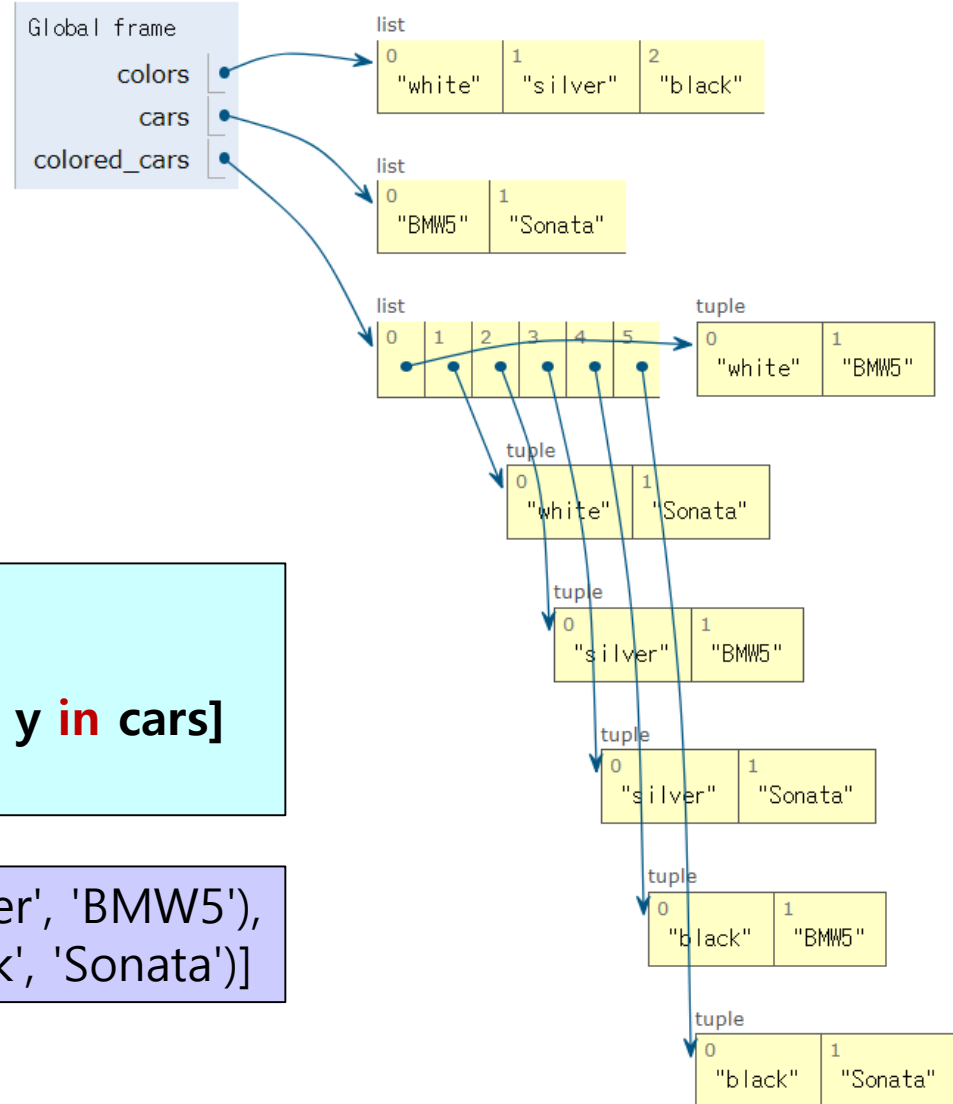 Global frame
colors
cars
colored_cars
list
0 1 2
"white" "silver" "black"
list
0 1
"BMW5" "Sonata"
list
0 1 2 3 4 5
tuple
0 1
"white" "BMW5"
tuple
0 1
"white" "Sonata"
tuple
0 1
"silver" "BMW5"
tuple
0 1
"silver" "Sonata"
tuple
0 1
"black" "BMW5"
tuple
0 1
"black" "Sonata"
y in cars]
er', 'BMW5'),
k', 'Sonata')]